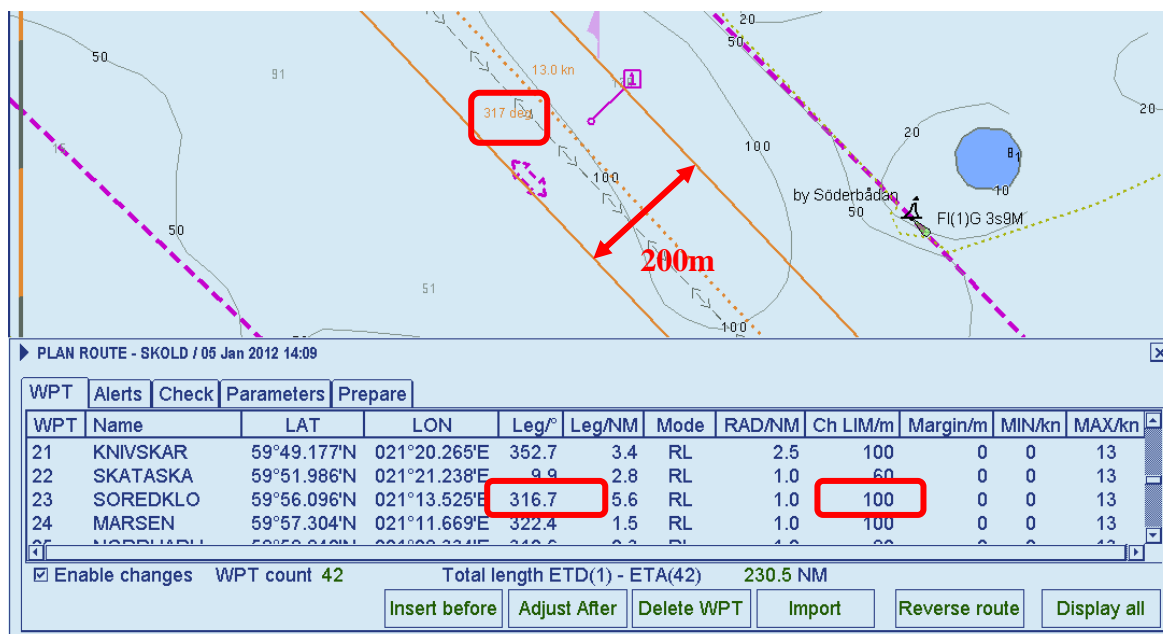 20
50
50
91
13.0 kn
1
317 deg
20
20
100
B1
15
100
10
by Söderbådan
50
Fl(1)G 3s9M
50
200m
51
100
PLAN ROUTE - SKOLD / 05 Jan 2012 14:09
WPT Alerts Check Parameters Prepare
WPT Name LAT LON Leg/° Leg/NM Mode RAD/NM Ch LIM/m Margin/m MIN/kn MAX/kn
21 KNIVSKAR 59°49.177'N 021°20.265'E 352.7 3.4 RL 2.5 100 0 0 13
22 SKATASKA 59°51.986'N 021°21.238'E 9.9 2.8 RL 1.0 60 0 0 13
23 SOREDKLO 59°56.096'N 021°13.525'E 316.7 5.6 RL 1.0 100 0 0 13
24 MARSEN 59°57.304'N 021°11.669'E 322.4 1.5 RL 1.0 100 0 0 13
Enable changes WPT count 42 Total length ETD(1) - ETA(42) 230.5 NM
Insert before Adjust After Delete WPT Import Reverse route Display all